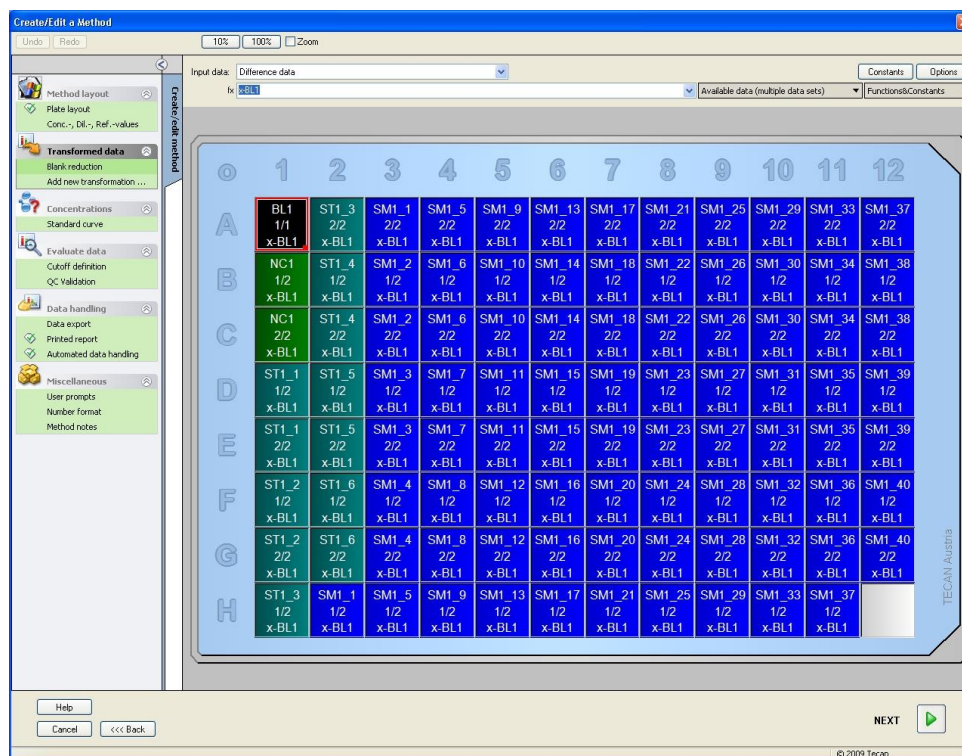 Create/Edit a Method
Undo Redo 10% 100% Zoom
Input data: Difference data Constants Options
fx x-BL1 Available data (multiple data sets) Functions&Constants
Create/edit method
Method layout
Plate layout
Conc.-, Dil.-, Ref.-values
Transformed data
Blank reduction
Add new transformation ...
Concentrations
Standard curve
Evaluate data
Cutoff definition
QC Validation
Data handling
Data export
Printed report
Automated data handling
Miscellaneous
User prompts
Number format
Method notes
o 1 2 3 4 5 6 7 8 9 10 11 12
A
BL1 ST1_3 SM1_1 SM1_5 SM1_9 SM1_13 SM1_17 SM1_21 SM1_25 SM1_29 SM1_33 SM1_37
1/1 2/2 2/2 2/2 2/2 2/2 2/2 2/2 2/2 2/2 2/2 2/2
x-BL1 x-BL1 x-BL1 x-BL1 x-BL1 x-BL1 x-BL1 x-BL1 x-BL1 x-BL1 x-BL1 x-BL1
B
NC1 ST1_4 SM1_2 SM1_6 SM1_10 SM1_14 SM1_18 SM1_22 SM1_26 SM1_30 SM1_34 SM1_38
1/2 1/2 1/2 1/2 1/2 1/2 1/2 1/2 1/2 1/2 1/2 1/2
x-BL1 x-BL1 x-BL1 x-BL1 x-BL1 x-BL1 x-BL1 x-BL1 x-BL1 x-BL1 x-BL1 x-BL1
C
NC1 ST1_4 SM1_2 SM1_6 SM1_10 SM1_14 SM1_18 SM1_22 SM1_26 SM1_30 SM1_34 SM1_38
2/2 2/2 2/2 2/2 2/2 2/2 2/2 2/2 2/2 2/2 2/2 2/2
x-BL1 x-BL1 x-BL1 x-BL1 x-BL1 x-BL1 x-BL1 x-BL1 x-BL1 x-BL1 x-BL1 x-BL1
D
ST1_1 ST1_5 SM1_3 SM1_7 SM1_11 SM1_15 SM1_19 SM1_23 SM1_27 SM1_31 SM1_35 SM1_39
1/2 1/2 1/2 1/2 1/2 1/2 1/2 1/2 1/2 1/2 1/2 1/2
x-BL1 x-BL1 x-BL1 x-BL1 x-BL1 x-BL1 x-BL1 x-BL1 x-BL1 x-BL1 x-BL1 x-BL1
E
ST1_1 ST1_5 SM1_3 SM1_7 SM1_11 SM1_15 SM1_19 SM1_23 SM1_27 SM1_31 SM1_35 SM1_39
2/2 2/2 2/2 2/2 2/2 2/2 2/2 2/2 2/2 2/2 2/2 2/2
x-BL1 x-BL1 x-BL1 x-BL1 x-BL1 x-BL1 x-BL1 x-BL1 x-BL1 x-BL1 x-BL1 x-BL1
F
ST1_2 ST1_6 SM1_4 SM1_8 SM1_12 SM1_16 SM1_20 SM1_24 SM1_28 SM1_32 SM1_36 SM1_40
1/2 1/2 1/2 1/2 1/2 1/2 1/2 1/2 1/2 1/2 1/2 1/2
x-BL1 x-BL1 x-BL1 x-BL1 x-BL1 x-BL1 x-BL1 x-BL1 x-BL1 x-BL1 x-BL1 x-BL1
G
ST1_2 ST1_6 SM1_4 SM1_8 SM1_12 SM1_16 SM1_20 SM1_24 SM1_28 SM1_32 SM1_36 SM1_40
2/2 2/2 2/2 2/2 2/2 2/2 2/2 2/2 2/2 2/2 2/2 2/2
x-BL1 x-BL1 x-BL1 x-BL1 x-BL1 x-BL1 x-BL1 x-BL1 x-BL1 x-BL1 x-BL1 x-BL1
H
ST1_3 SM1_1 SM1_5 SM1_9 SM1_13 SM1_17 SM1_21 SM1_25 SM1_29 SM1_33 SM1_37
1/2 1/2 1/2 1/2 1/2 1/2 1/2 1/2 1/2 1/2 1/2
x-BL1 x-BL1 x-BL1 x-BL1 x-BL1 x-BL1 x-BL1 x-BL1 x-BL1 x-BL1 x-BL1
TECAN Austria
Help
Cancel <<< Back
NEXT
© 2009 Tecan